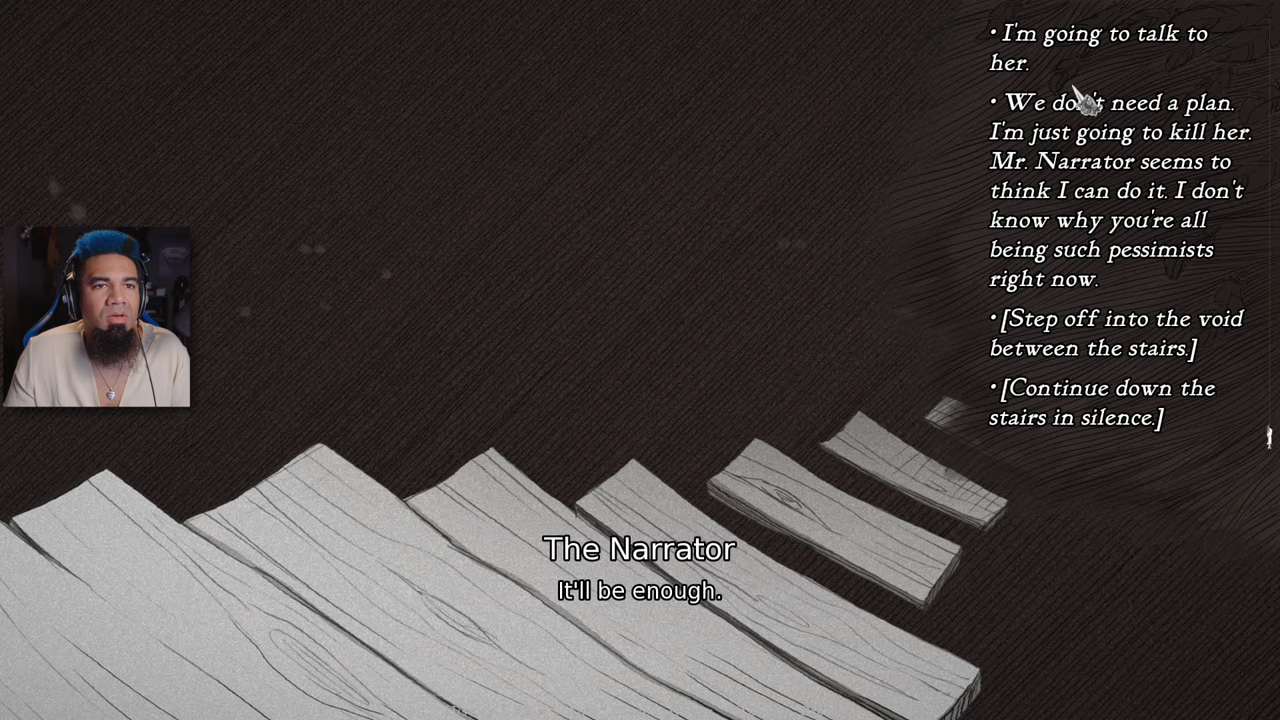 • I'm going to talk to
her.
• We don't need a plan.
I'm just going to kill her.
Mr. Narrator seems to
think I can do it. I don't
know why you're all
being such pessimists
right now.
• [Step off into the void
between the stairs.]
• [Continue down the
stairs in silence.]
The Narrator
It'll be enough.